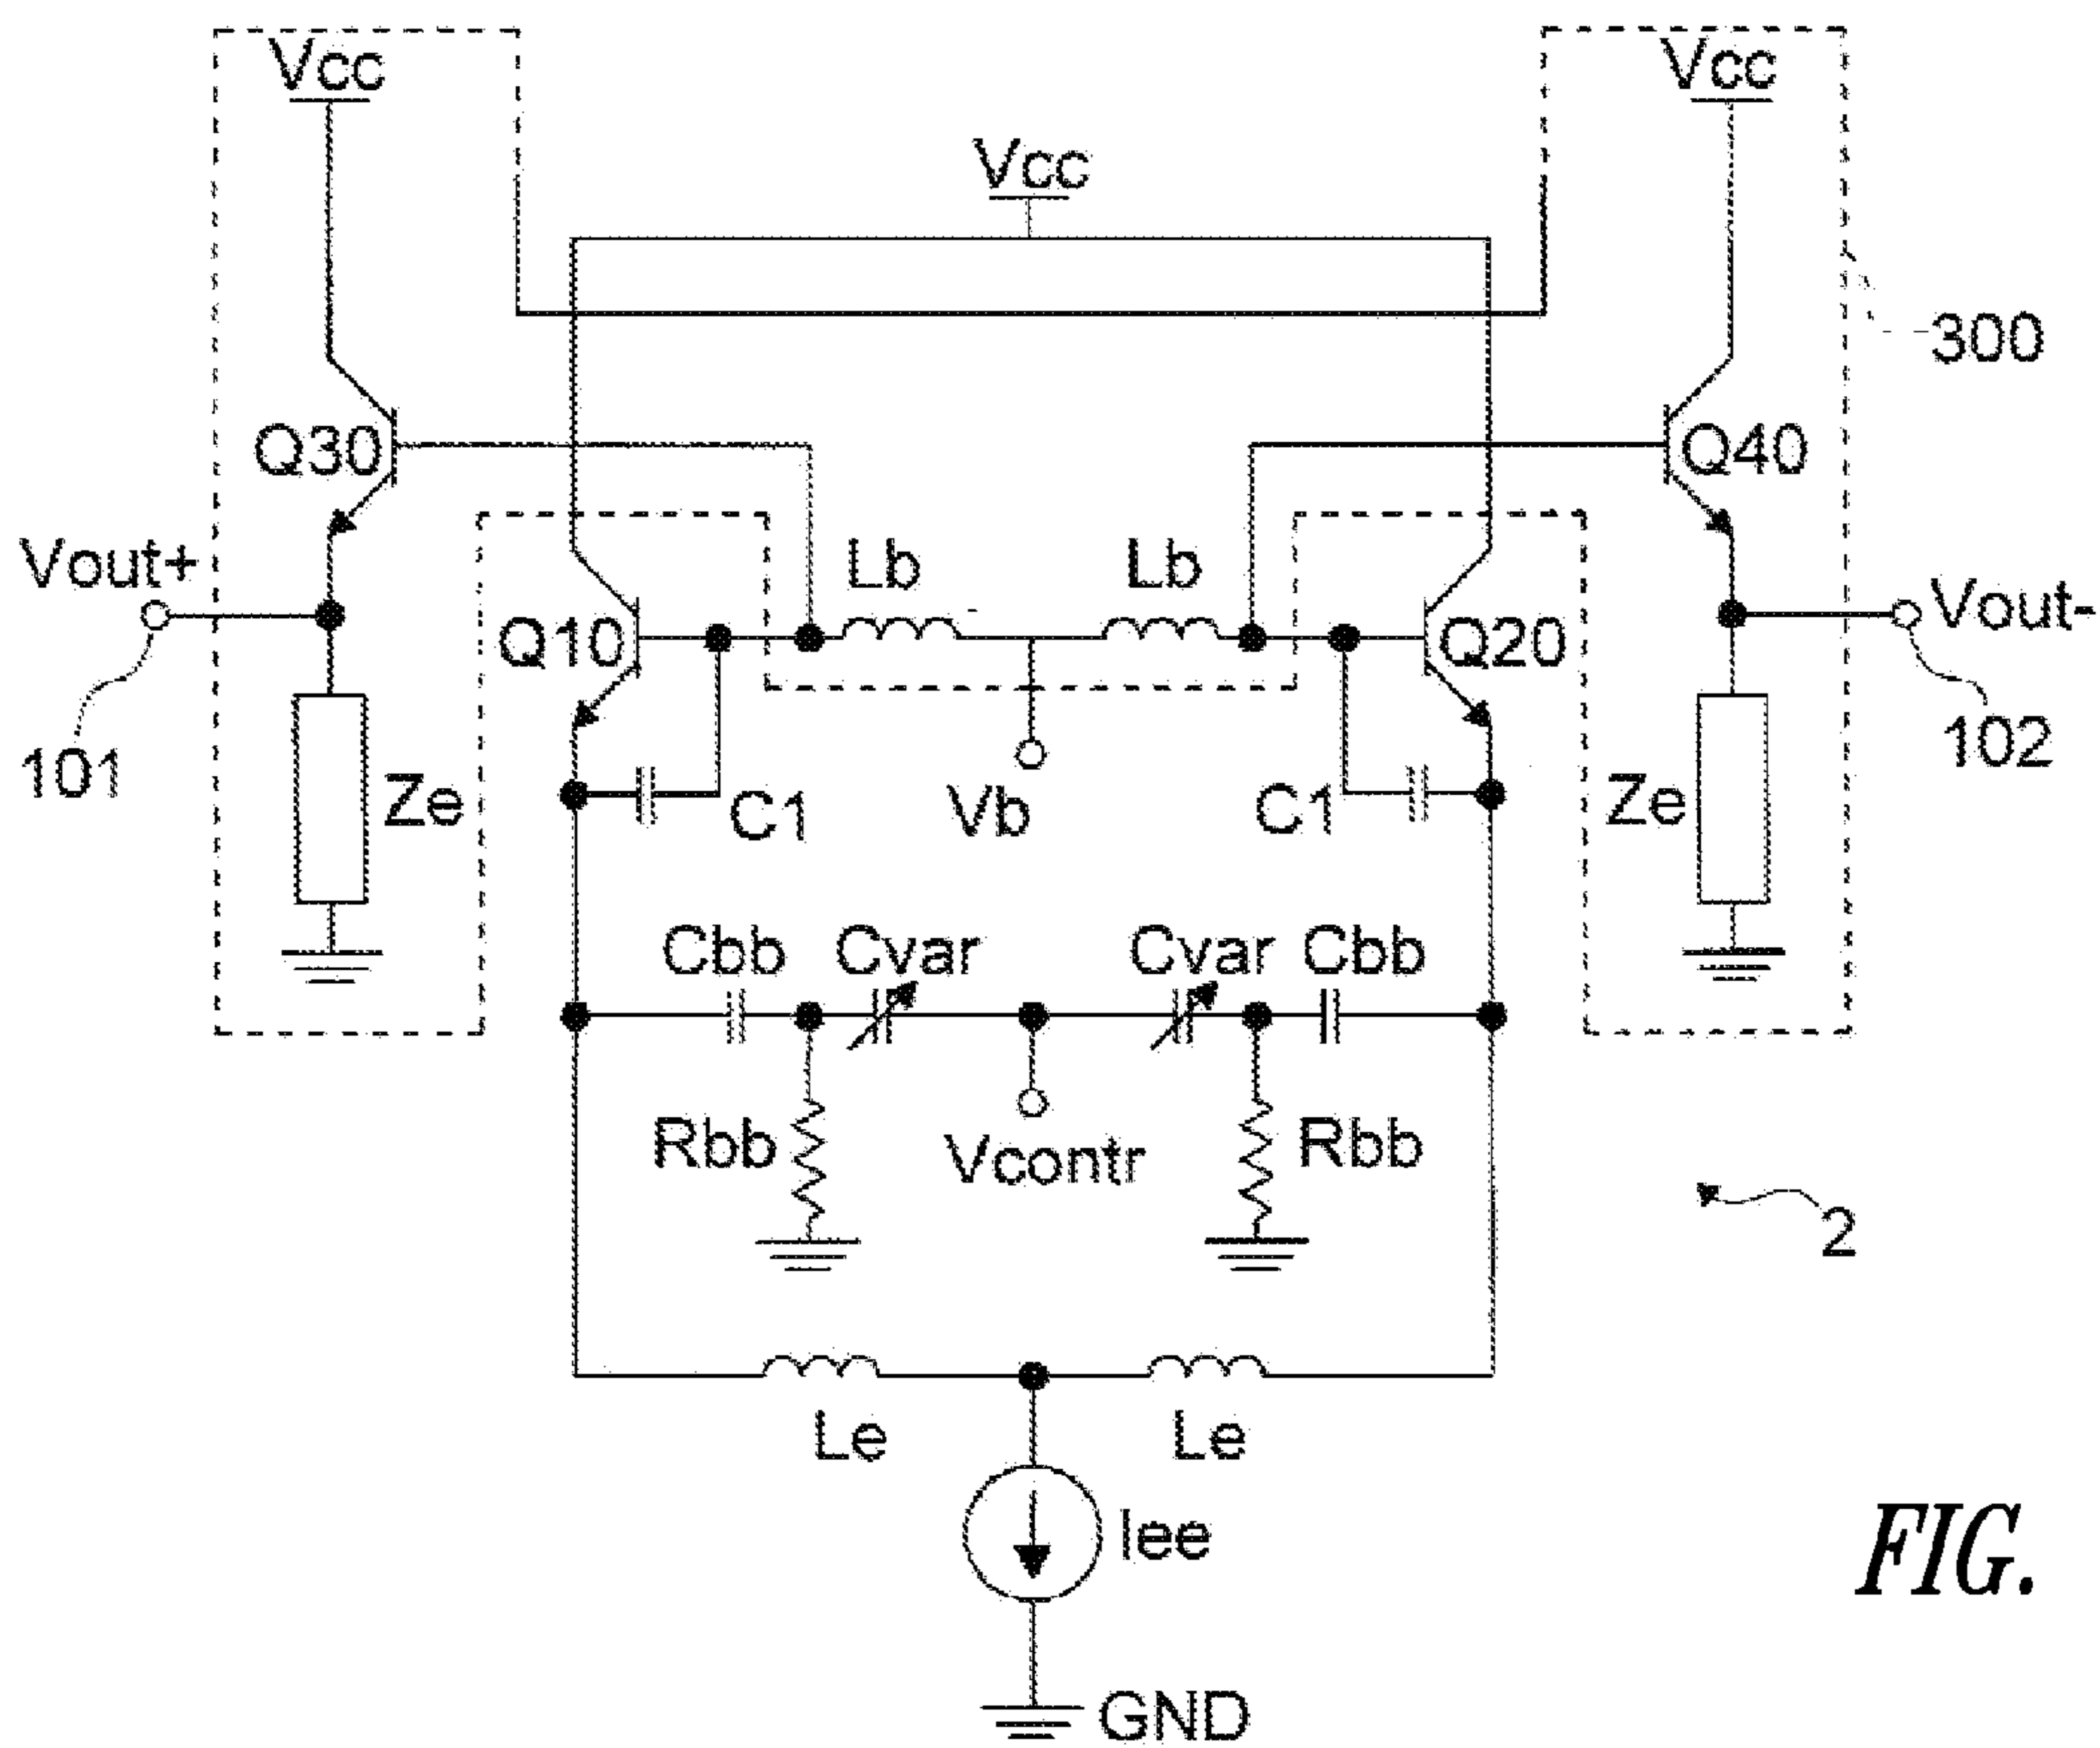 Vcc
Vcc
Vcc
300
Q30
Q40
Vout+
Lb
Lb
Vout-
Q10
Q20
101
102
Ze
C1
Vb
C1
Ze
Cbb
Cvar
Cvar
Cbb
Rbb
Vcontr
Rbb
2
Le
Le
Iee
FIG.
GND